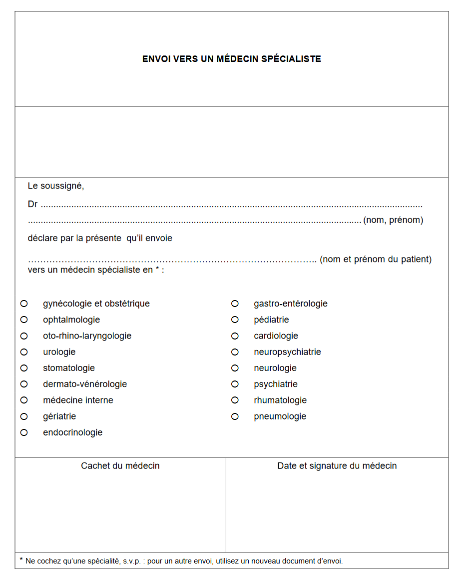 ENVOI VERS UN MÉDECIN SPÉCIALISTE
Le soussigné,
Dr ..........................................................................................................................................
......................................................................................................................... (nom, prénom)
déclare par la présente qu'il envoie
…………………………………………………………………………………….. (nom et prénom du patient)
vers un médecin spécialiste en * :
gynécologie et obstétrique
ophtalmologie
oto-rhino-laryngologie
urologie
stomatologie
dermato-vénérologie
médecine interne
gériatrie
endocrinologie
gastro-entérologie
pédiatrie
cardiologie
neuropsychiatrie
neurologie
psychiatrie
rhumatologie
pneumologie
Cachet du médecin
Date et signature du médecin
* Ne cochez qu'une spécialité, s.v.p. : pour un autre envoi, utilisez un nouveau document d'envoi.